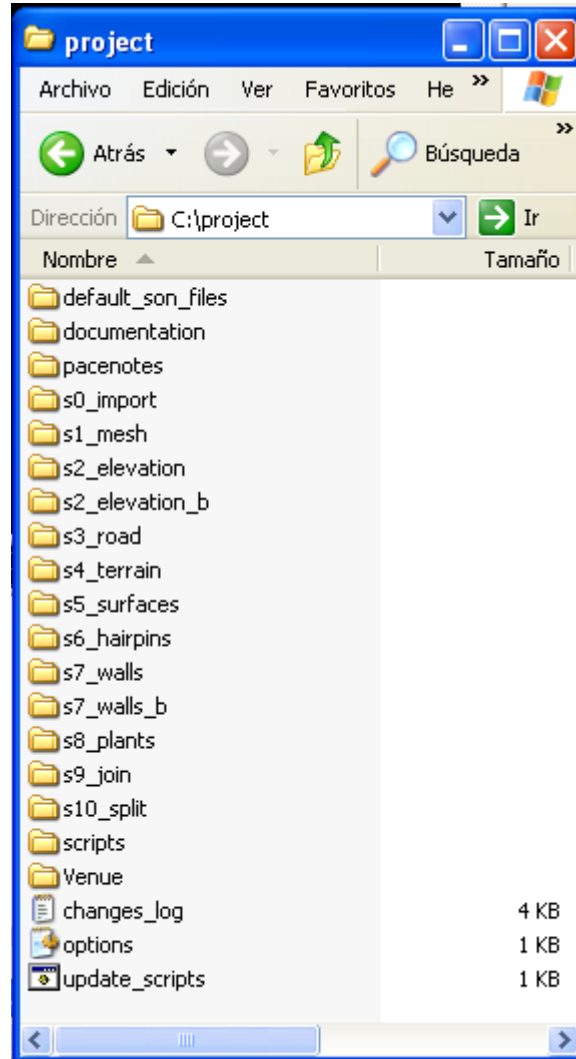 project
Archivo Edición Ver Favoritos He »
Atrás Búsqueda »
Dirección C:\project Ir
Nombre Tamaño
default_son_files
documentation
pacenotes
s0_import
s1_mesh
s2_elevation
s2_elevation_b
s3_road
s4_terrain
s5_surfaces
s6_hairpins
s7_walls
s7_walls_b
s8_plants
s9_join
s10_split
scripts
Venue
changes_log 4 KB
options 1 KB
update_scripts 1 KB